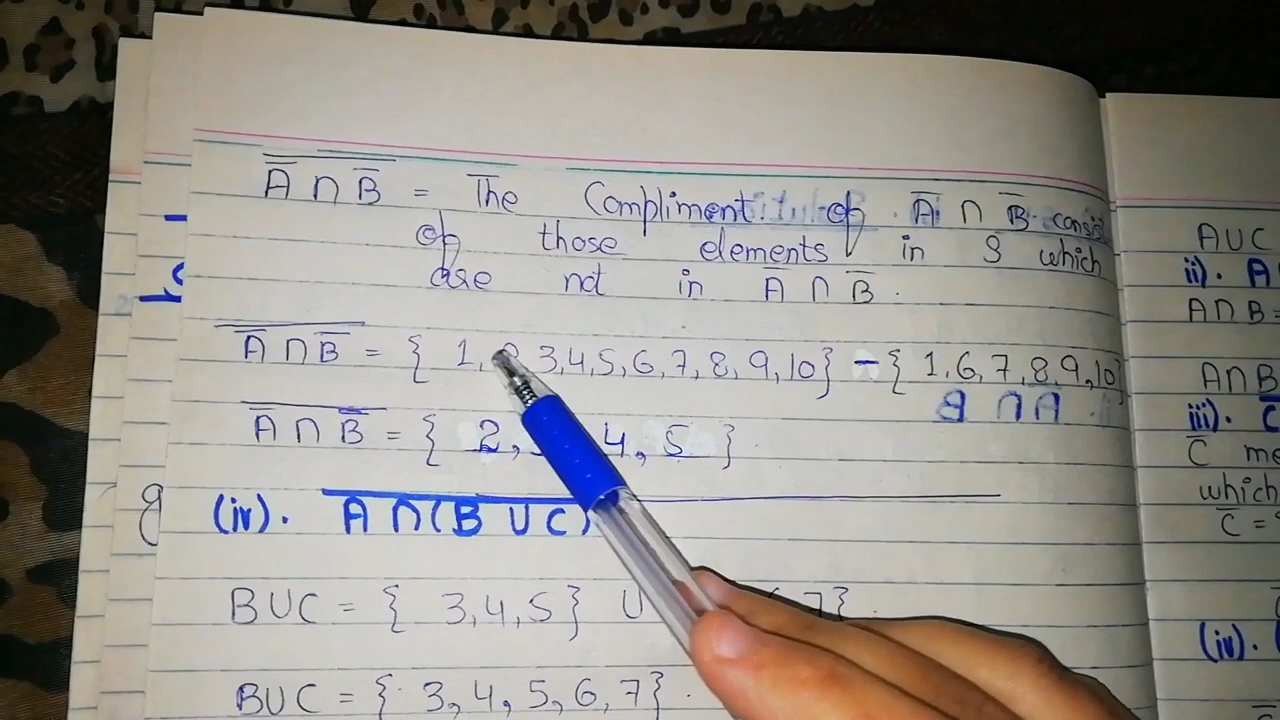 A̅ ∩ B̅ = The Compliment of A̅ ∩ B̅ consist
of those elements in S which
are not in A̅ ∩ B̅.
A̅ ∩ B̅ = { 1, 3,4,5,6,7,8,9,10} - { 1,6,7,8,9,10}
A̅ ∩ B̅ = { 2, 4, 5 }.
(iv). A ∩ (B ∪ C)
B∪C = { 3,4,5} ∪ 6,7}.
B∪C = { 3,4,5,6,7}.
A∪C
ii). A
A∩B =
A∩B
iii). C̅
C̅ me
which
C̅ =
(iv).